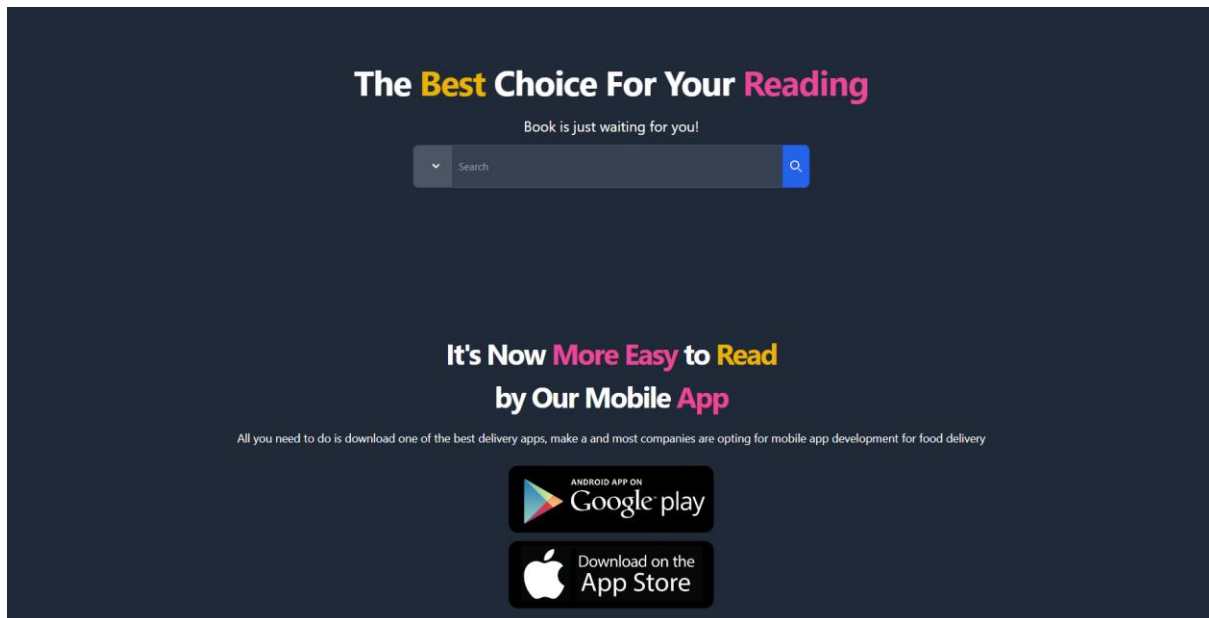 The Best Choice For Your Reading
Book is just waiting for you!
Search
It's Now More Easy to Read
by Our Mobile App
All you need to do is download one of the best delivery apps, make a and most companies are opting for mobile app development for food delivery
ANDROID APP ON
Google play
Download on the
App Store